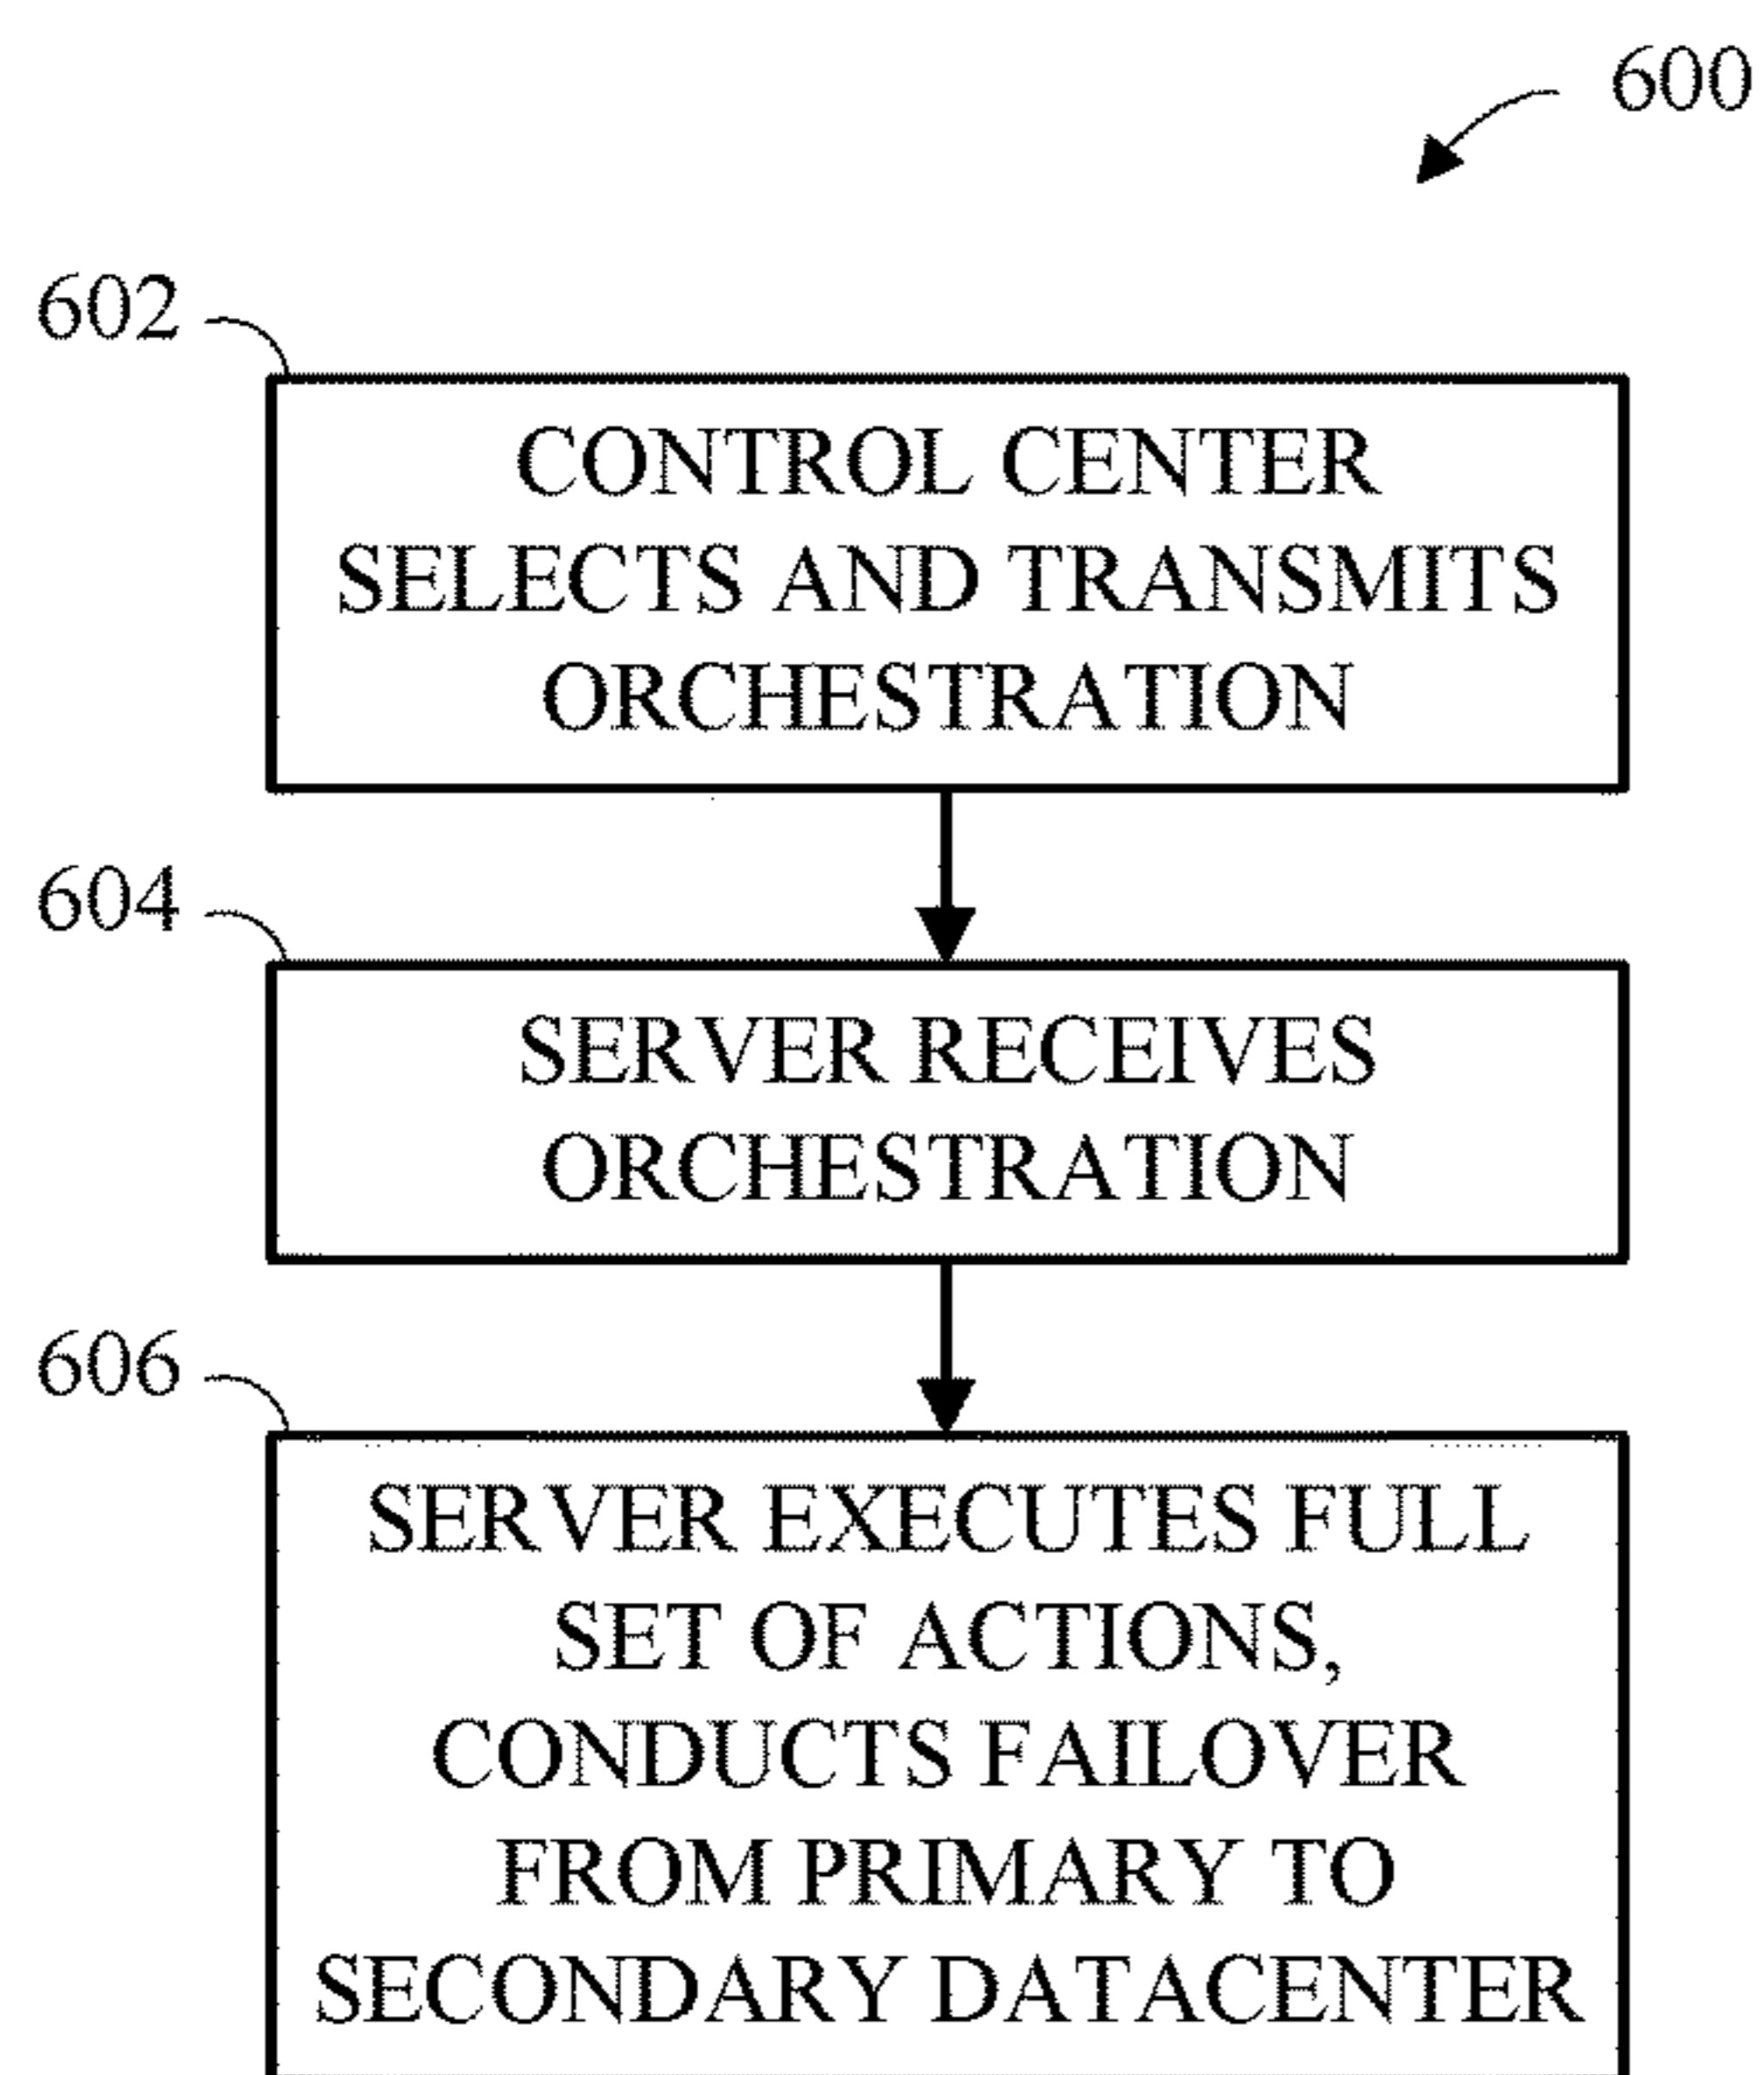 600
602
CONTROL CENTER
SELECTS AND TRANSMITS
ORCHESTRATION
604
SERVER RECEIVES
ORCHESTRATION
606
SERVER EXECUTES FULL
SET OF ACTIONS,
CONDUCTS FAILOVER
FROM PRIMARY TO
SECONDARY DATACENTER